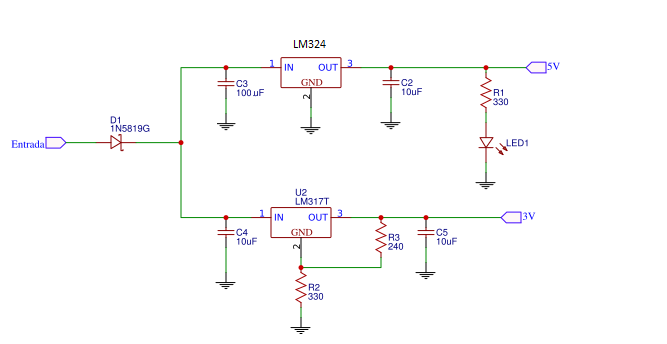 LM324
1
IN
OUT
3
GND
2
5V
C3
100uF
C2
10uF
R1
330
D1
1N5819G
Entrada
LED1
U2
LM317T
1
IN
OUT
3
GND
2
3V
C4
10uF
R3
240
C5
10uF
R2
330